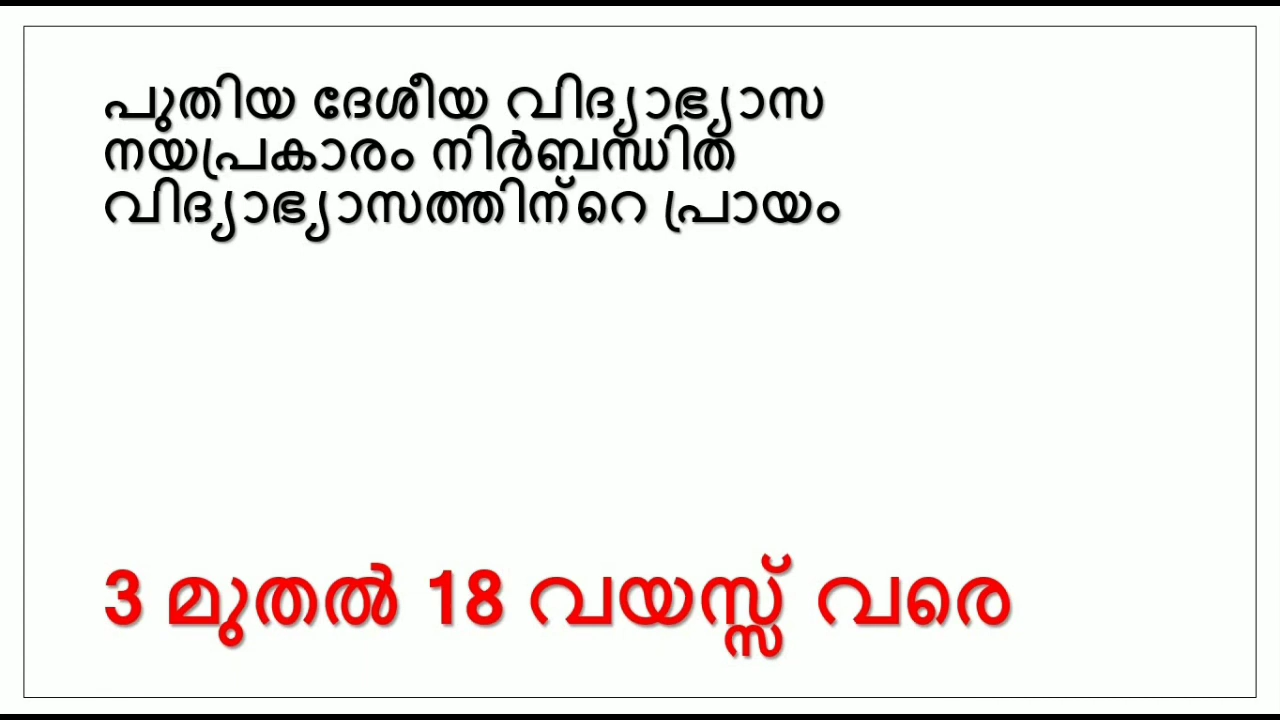 പുതിയ ദേശീയ വിദ്യാഭ്യാസ
നയപ്രകാരം നിർബന്ധിത
വിദ്യാഭ്യാസത്തിന്റെ പ്രായം
3 മുതൽ 18 വയസ്സ് വരെ